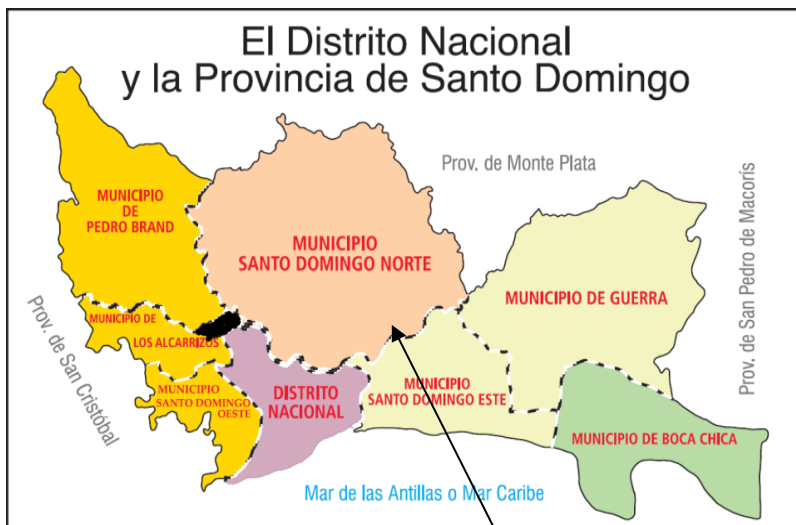 El Distrito Nacional
y la Provincia de Santo Domingo
Prov. de Monte Plata
Prov. de San Pedro de Macorís
MUNICIPIO
DE
PEDRO BRAND
MUNICIPIO
SANTO DOMINGO NORTE
MUNICIPIO DE GUERRA
Prov. de San Cristóbal
MUNICIPIO DE
LOS ALCARRIZOS
MUNICIPIO
SANTO DOMINGO
OESTE
DISTRITO
NACIONAL
MUNICIPIO
SANTO DOMINGO ESTE
MUNICIPIO DE BOCA CHICA
Mar de las Antillas o Mar Caribe